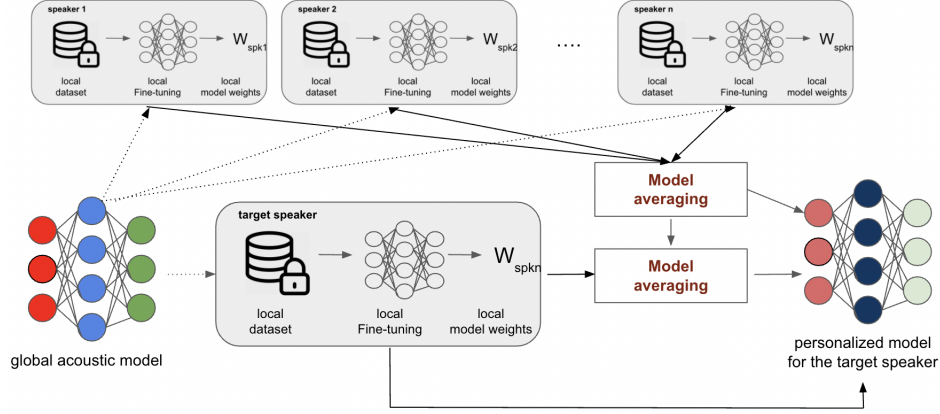 speaker 1
W spk1
local dataset
local Fine-tuning
local model weights
speaker 2
W spk2
local dataset
local Fine-tuning
local model weights
....
speaker n
W spkn
local dataset
local Fine-tuning
local model weights
Model
averaging
target speaker
W spkn
local
dataset
local
Fine-tuning
local
model weights
Model
averaging
global acoustic model
personalized model
for the target speaker